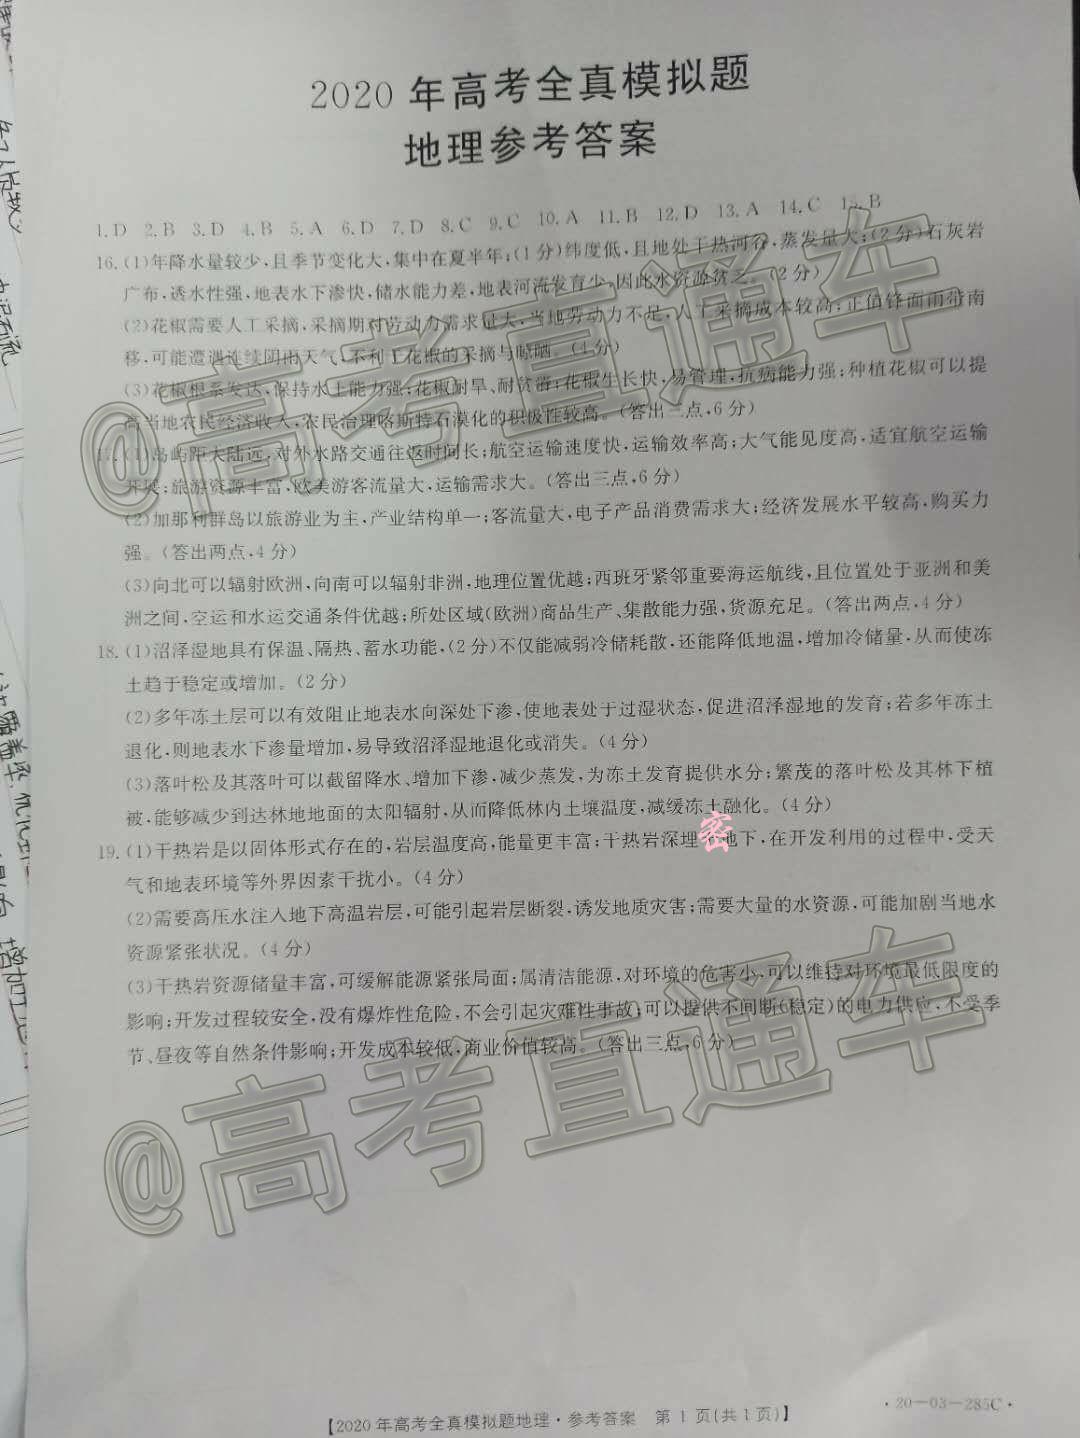 2020 年高考全真模拟题
地理参考答案
1.D 2.B 3.D 4.B 5.A 6.D 7.D 8.C 9.C 10.A 11.B 12.D 13.A 14.C 15.B
16.(1)年降水量较少,且季节变化大,集中在夏半年;(1分)纬度低,且地处干热河谷,蒸发量大;(2分)石灰岩
广布,透水性强,地表水下渗快,储水能力差,地表河流发育少,因此水资源贫乏。(2分)
(2)花椒需要人工采摘,采摘期对劳动力需求量大,当地劳动力不足,人工采摘成本较高;正值锋面雨带南
移,可能遭遇连续阴雨天气,不利于花椒的采摘与晾晒。(4分)
(3)花椒根系发达,保持水土能力强;花椒耐旱、耐贫瘠;花椒生长快,易管理,抗病能力强;种植花椒可以提
高当地农民经济收入,农民治理喀斯特石漠化的积极性较高。(答出三点,6分)
17.(1)岛屿距大陆远,对外水路交通往返时间长;航空运输速度快,运输效率高;大气能见度高,适宜航空运输
开展;旅游资源丰富,欧美游客流量大,运输需求大。(答出三点,6分)
(2)加那利群岛以旅游业为主,产业结构单一;客流量大,电子产品消费需求大;经济发展水平较高,购买力
强。(答出两点,4分)
(3)向北可以辐射欧洲,向南可以辐射非洲,地理位置优越;西班牙紧邻重要海运航线,且位置处于亚洲和美
洲之间,空运和水运交通条件优越;所处区域(欧洲)商品生产、集散能力强,货源充足。(答出两点,4分)
18.(1)沼泽湿地具有保温、隔热、蓄水功能,(2分)不仅能减弱冷储耗散,还能降低地温,增加冷储量,从而使冻
土趋于稳定或增加。(2分)
(2)多年冻土层可以有效阻止地表水向深处下渗,使地表处于过湿状态,促进沼泽湿地的发育;若多年冻土
退化,则地表水下渗量增加,易导致沼泽湿地退化或消失。(4分)
(3)落叶松及其落叶可以截留降水、增加下渗,减少蒸发,为冻土发育提供水分;繁茂的落叶松及其林下植
被,能够减少到达林地地面的太阳辐射,从而降低林内土壤温度,减缓冻土融化。(4分)
密
19.(1)干热岩是以固体形式存在的,岩层温度高,能量更丰富;干热岩深埋地下,在开发利用的过程中,受天
气和地表环境等外界因素干扰小。(4分)
(2)需要高压水注入地下高温岩层,可能引起岩层断裂,诱发地质灾害;需要大量的水资源,可能加剧当地水
资源紧张状况。(4分)
(3)干热岩资源储量丰富,可缓解能源紧张局面;属清洁能源,对环境的危害小,可以维持对环境最低限度的
影响;开发过程较安全,没有爆炸性危险,不会引起灾难性事故;可以提供不间断(稳定)的电力供应,不受季
节、昼夜等自然条件影响;开发成本较低,商业价值较高。(答出三点,6分)
@高考直通车
@高考直通车
【2020年高考全真模拟题地理·参考答案 第1页(共1页)】
·20—03—285C·